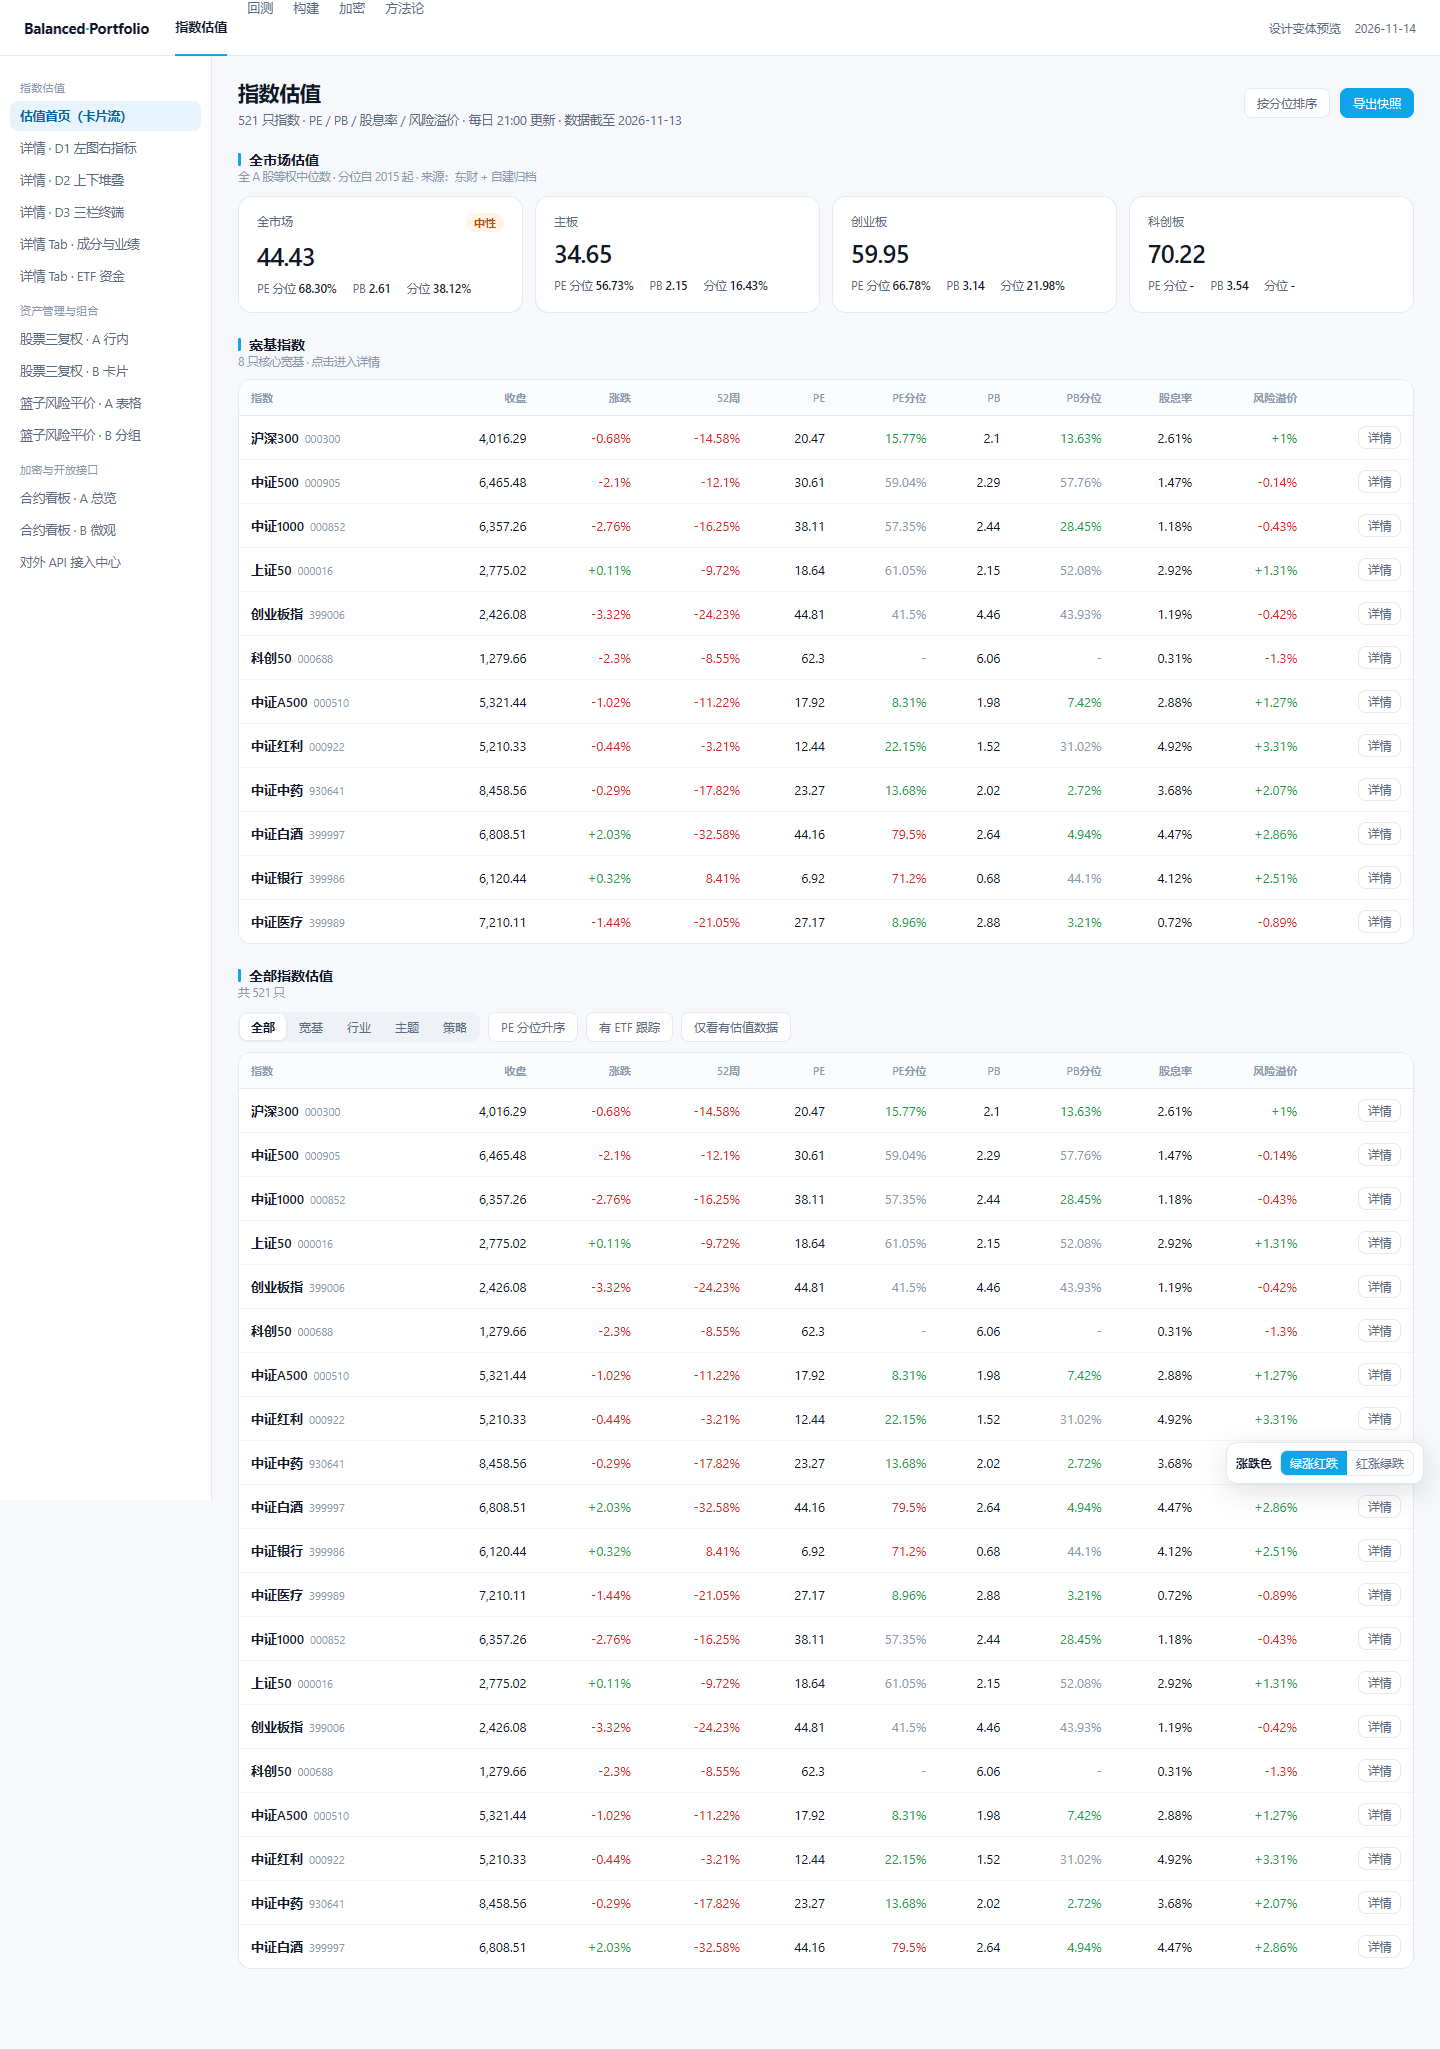 Balanced·Portfolio 指数估值 回测 构建 加密 方法论 设计变体预览 2026-11-14
指数估值
估值首页（卡片流）
详情 · D1 左图右指标
详情 · D2 上下堆叠
详情 · D3 三栏终端
详情 Tab · 成分与业绩
详情 Tab · ETF 资金
资产管理与组合
股票三复权 · A 行内
股票三复权 · B 卡片
篮子风险平价 · A 表格
篮子风险平价 · B 分组
加密与开放接口
合约看板 · A 总览
合约看板 · B 微观
对外 API 接入中心
指数估值
521 只指数 · PE / PB / 股息率 / 风险溢价 · 每日 21:00 更新 · 数据截至 2026-11-13
按分位排序 导出快照
全市场估值
全 A 股等权中位数 · 分位自 2015 起 · 来源：东财 + 自建归档
全市场 中性
44.43
PE 分位 68.30% PB 2.61 分位 38.12%
主板
34.65
PE 分位 56.73% PB 2.15 分位 16.43%
创业板
59.95
PE 分位 66.78% PB 3.14 分位 21.98%
科创板
70.22
PE 分位 - PB 3.54 分位 -
宽基指数
8 只核心宽基 · 点击进入详情
指数 收盘 涨跌 52周 PE PE分位 PB PB分位 股息率 风险溢价
沪深300 000300 4,016.29 -0.68% -14.58% 20.47 15.77% 2.1 13.63% 2.61% +1% 详情
中证500 000905 6,465.48 -2.1% -12.1% 30.61 59.04% 2.29 57.76% 1.47% -0.14% 详情
中证1000 000852 6,357.26 -2.76% -16.25% 38.11 57.35% 2.44 28.45% 1.18% -0.43% 详情
上证50 000016 2,775.02 +0.11% -9.72% 18.64 61.05% 2.15 52.08% 2.92% +1.31% 详情
创业板指 399006 2,426.08 -3.32% -24.23% 44.81 41.5% 4.46 43.93% 1.19% -0.42% 详情
科创50 000688 1,279.66 -2.3% -8.55% 62.3 - 6.06 - 0.31% -1.3% 详情
中证A500 000510 5,321.44 -1.02% -11.22% 17.92 8.31% 1.98 7.42% 2.88% +1.27% 详情
中证红利 000922 5,210.33 -0.44% -3.21% 12.44 22.15% 1.52 31.02% 4.92% +3.31% 详情
中证中药 930641 8,458.56 -0.29% -17.82% 23.27 13.68% 2.02 2.72% 3.68% +2.07% 详情
中证白酒 399997 6,808.51 +2.03% -32.58% 44.16 79.5% 2.64 4.94% 4.47% +2.86% 详情
中证银行 399986 6,120.44 +0.32% 8.41% 6.92 71.2% 0.68 44.1% 4.12% +2.51% 详情
中证医疗 399989 7,210.11 -1.44% -21.05% 27.17 8.96% 2.88 3.21% 0.72% -0.89% 详情
全部指数估值
共 521 只
全部 宽基 行业 主题 策略 PE 分位升序 有 ETF 跟踪 仅看有估值数据
指数 收盘 涨跌 52周 PE PE分位 PB PB分位 股息率 风险溢价
沪深300 000300 4,016.29 -0.68% -14.58% 20.47 15.77% 2.1 13.63% 2.61% +1% 详情
中证500 000905 6,465.48 -2.1% -12.1% 30.61 59.04% 2.29 57.76% 1.47% -0.14% 详情
中证1000 000852 6,357.26 -2.76% -16.25% 38.11 57.35% 2.44 28.45% 1.18% -0.43% 详情
上证50 000016 2,775.02 +0.11% -9.72% 18.64 61.05% 2.15 52.08% 2.92% +1.31% 详情
创业板指 399006 2,426.08 -3.32% -24.23% 44.81 41.5% 4.46 43.93% 1.19% -0.42% 详情
科创50 000688 1,279.66 -2.3% -8.55% 62.3 - 6.06 - 0.31% -1.3% 详情
中证A500 000510 5,321.44 -1.02% -11.22% 17.92 8.31% 1.98 7.42% 2.88% +1.27% 详情
中证红利 000922 5,210.33 -0.44% -3.21% 12.44 22.15% 1.52 31.02% 4.92% +3.31% 详情
中证中药 930641 8,458.56 -0.29% -17.82% 23.27 13.68% 2.02 2.72% 3.68% 涨跌色 绿涨红跌 红涨绿跌
中证白酒 399997 6,808.51 +2.03% -32.58% 44.16 79.5% 2.64 4.94% 4.47% +2.86% 详情
中证银行 399986 6,120.44 +0.32% 8.41% 6.92 71.2% 0.68 44.1% 4.12% +2.51% 详情
中证医疗 399989 7,210.11 -1.44% -21.05% 27.17 8.96% 2.88 3.21% 0.72% -0.89% 详情
中证1000 000852 6,357.26 -2.76% -16.25% 38.11 57.35% 2.44 28.45% 1.18% -0.43% 详情
上证50 000016 2,775.02 +0.11% -9.72% 18.64 61.05% 2.15 52.08% 2.92% +1.31% 详情
创业板指 399006 2,426.08 -3.32% -24.23% 44.81 41.5% 4.46 43.93% 1.19% -0.42% 详情
科创50 000688 1,279.66 -2.3% -8.55% 62.3 - 6.06 - 0.31% -1.3% 详情
中证A500 000510 5,321.44 -1.02% -11.22% 17.92 8.31% 1.98 7.42% 2.88% +1.27% 详情
中证红利 000922 5,210.33 -0.44% -3.21% 12.44 22.15% 1.52 31.02% 4.92% +3.31% 详情
中证中药 930641 8,458.56 -0.29% -17.82% 23.27 13.68% 2.02 2.72% 3.68% +2.07% 详情
中证白酒 399997 6,808.51 +2.03% -32.58% 44.16 79.5% 2.64 4.94% 4.47% +2.86% 详情